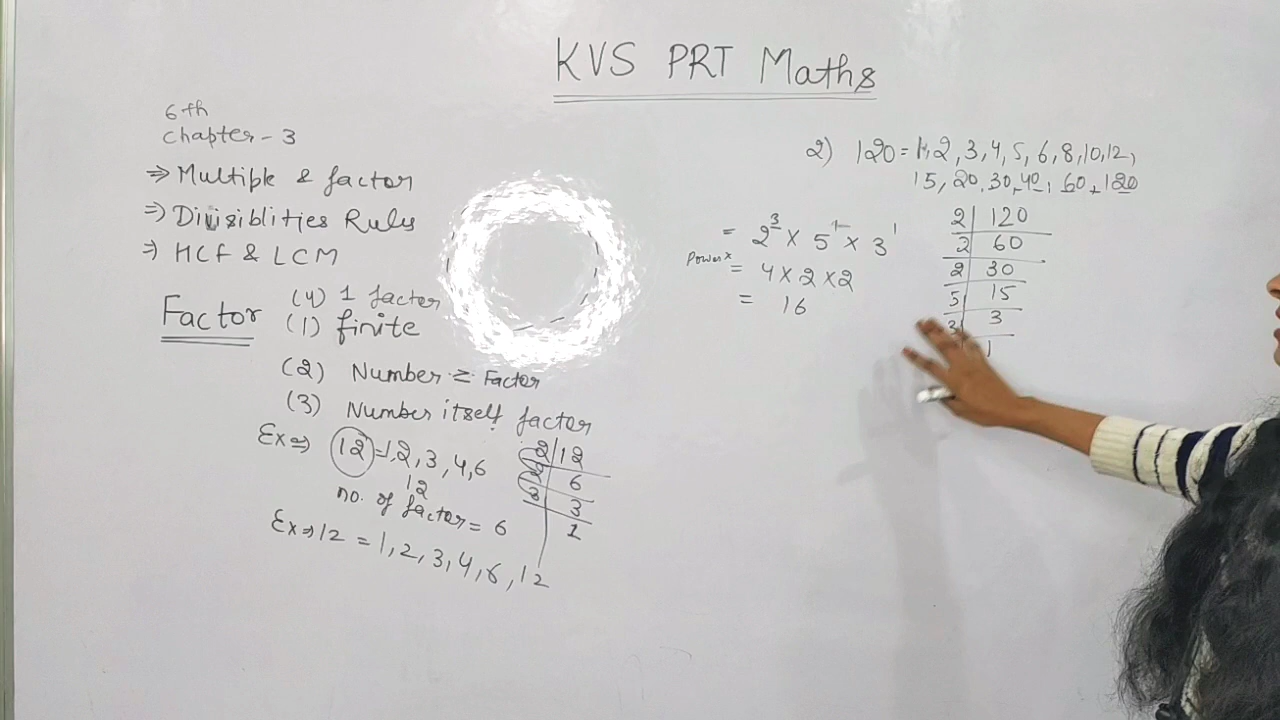 KVS PRT Maths
6th
Chapter - 3
⇒ Multiple & factor
⇒ Divisiblities Rules
⇒ HCF & LCM
Factor
(4) 1 factor
(1) finite
(2) Number ≥ Factor
(3) Number itself factor
Ex⇒ 12 = 1,2,3,4,6
12
no. of factor = 6
Ex⇒ 12 = 1,2,3,4,6,12
2 | 12
2 | 6
3 | 3
1
2) 120 = 1,2,3,4,5,6,8,10,12,
15,20,30,40,60,120
= 2³ × 5¹ × 3¹
Power = 4 × 2 × 2
= 16
2 | 120
2 | 60
2 | 30
5 | 15
3 | 3
1